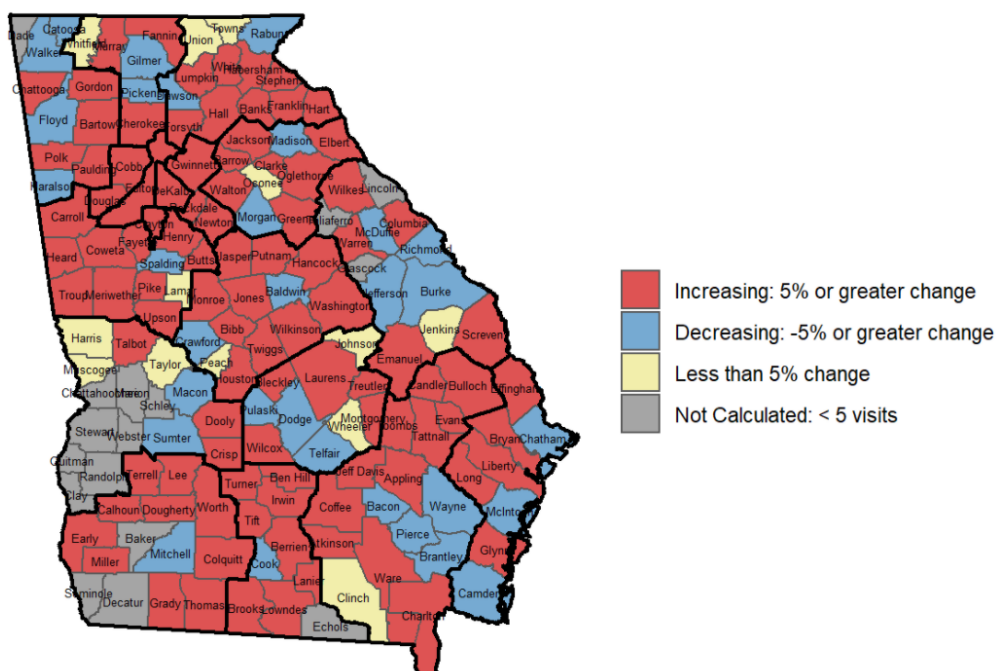 Dade Catoosa Whitfield Murray Fannin Union Towns Rabun
Walker Gilmer White Habersham
Chattooga Gordon Pickens Dawson Lumpkin Stephens
Floyd Bartow Cherokee Forsyth Hall Banks Franklin Hart
Polk Paulding Cobb Gwinnett Jackson Madison Elbert
Haralson Fulton DeKalb Barrow Clarke Oconee Oglethorpe Wilkes Lincoln
Carroll Douglas Rockdale Newton Walton Morgan Greene Taliaferro McDuffie Columbia
Heard Coweta Fayette Clayton Henry Warren Richmond
Spalding Butts Jasper Putnam Hancock Glascock
Troup Meriwether Pike Lamar Monroe Jones Baldwin Washington Jefferson Burke
Upson Bibb Wilkinson Jenkins Screven
Harris Talbot Crawford Twiggs Johnson Emanuel
Muscogee Taylor Peach Houston Bleckley Laurens Treutlen Candler Bulloch Effingham
Chattahoochee Marion Schley Macon Pulaski Dodge Montgomery Wheeler Toombs Evans
Stewart Webster Sumter Dooly Wilcox Telfair Tattnall Bryan Chatham
Quitman Randolph Terrell Lee Crisp Turner Ben Hill Jeff Davis Appling Long Liberty
Clay Calhoun Dougherty Worth Irwin Coffee Bacon Wayne McIntosh
Early Baker Tift Atkinson Pierce
Miller Mitchell Colquitt Cook Berrien Ware Brantley Glynn
Seminole Decatur Grady Thomas Brooks Lowndes Lanier Clinch Charlton Camden
Echols
Increasing: 5% or greater change
Decreasing: -5% or greater change
Less than 5% change
Not Calculated: < 5 visits